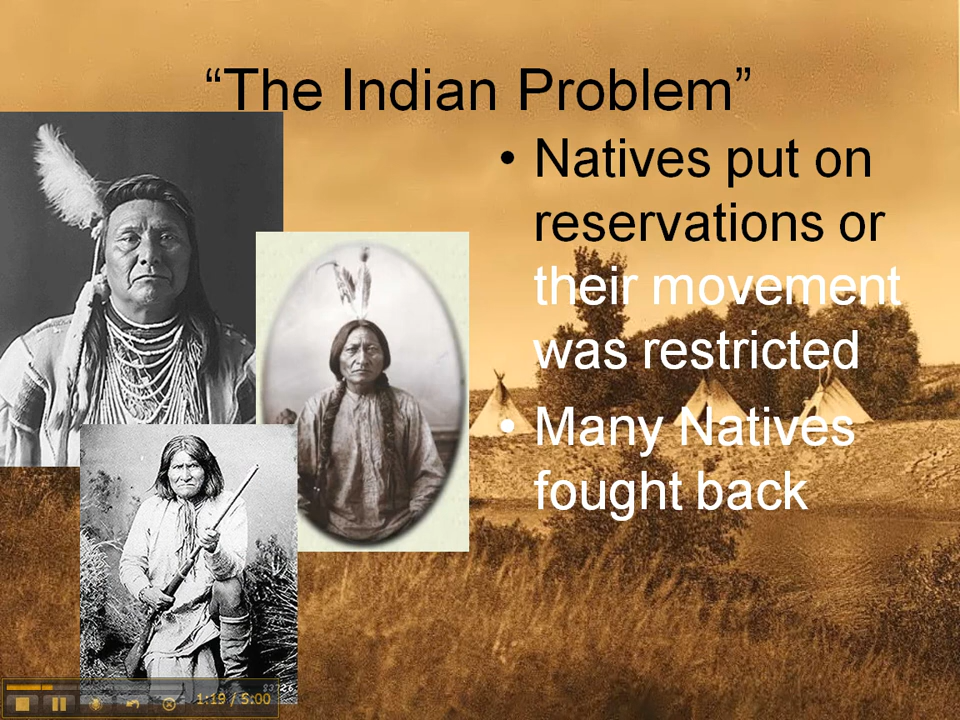 “The Indian Problem”
• Natives put on
reservations or
their movement
was restricted
• Many Natives
fought back
1:19 / 5:00